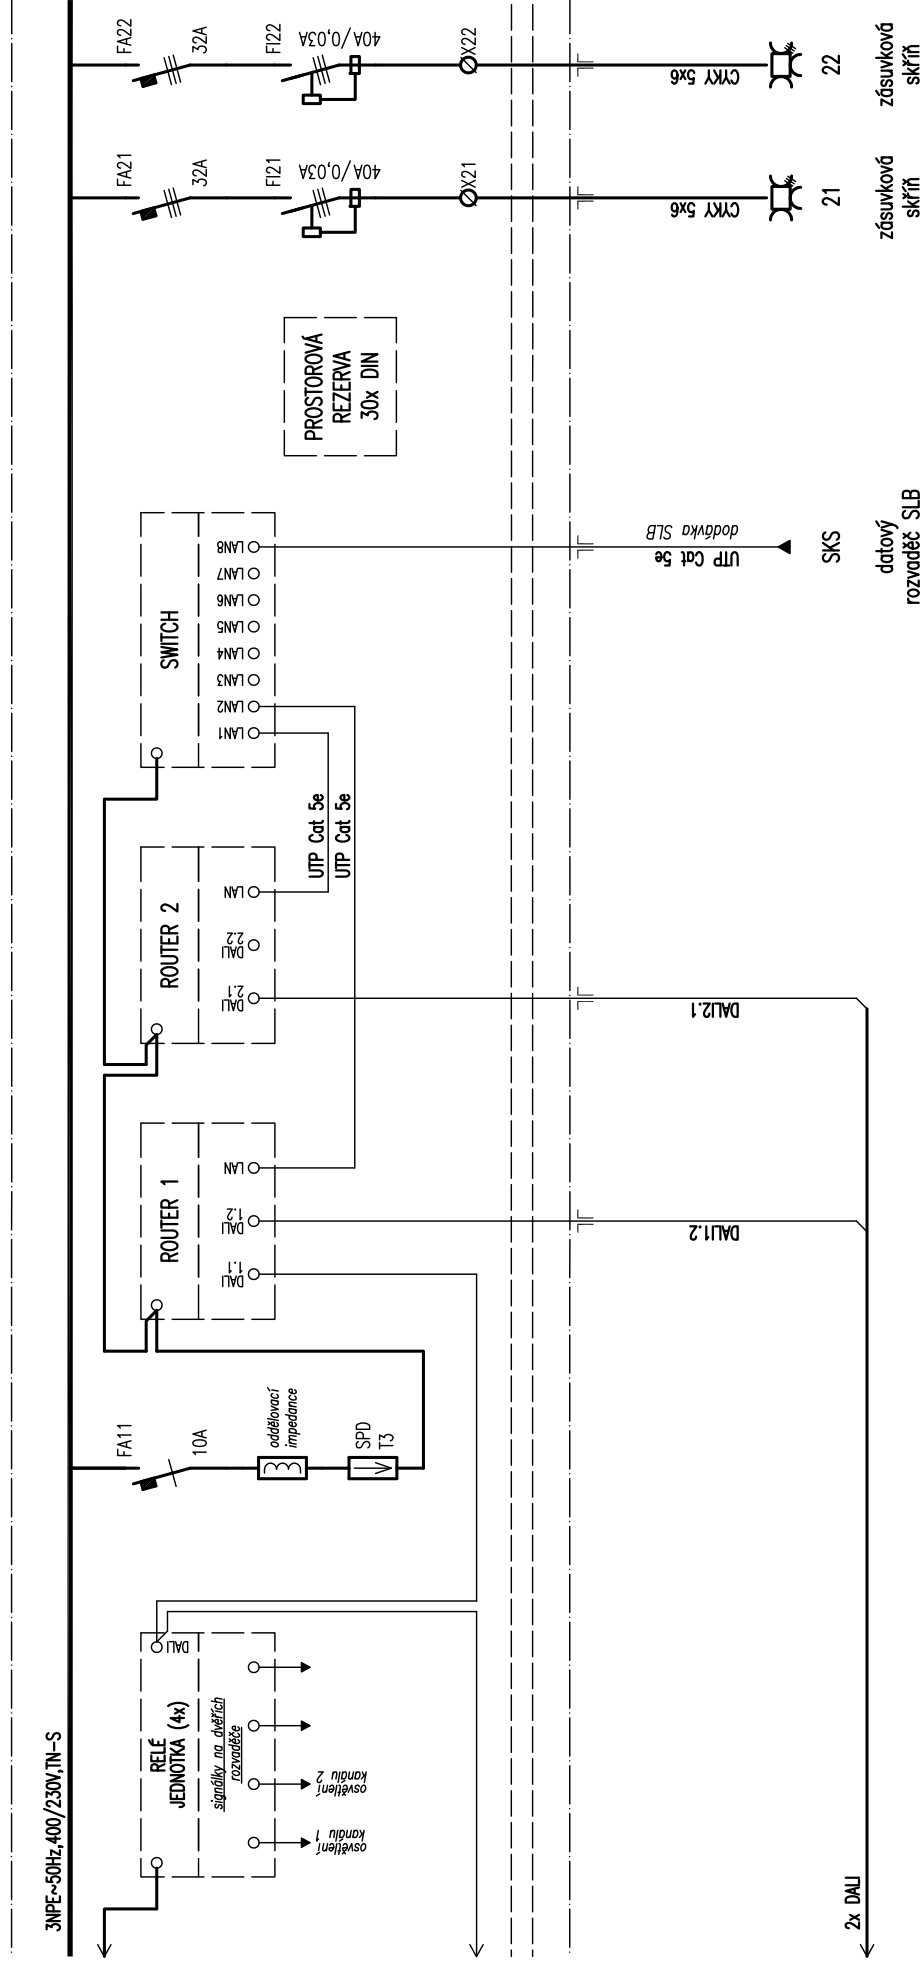 3NPE~50Hz,400/230V,TN-S
RELÉ
JEDNOTKA (4x)
DALI
signálky na dvěřích
rozvaděče
osvětlení
kanálu 1
osvětlení
kanálu 2
FA11
10A
oddělovací
impedance
SPD
T3
ROUTER 1
DALI
1.1
DALI
1.2
LAN
ROUTER 2
DALI
2.1
DALI
2.2
LAN
UTP Cat 5e
UTP Cat 5e
SWITCH
LAN1
LAN2
LAN3
LAN4
LAN5
LAN6
LAN7
LAN8
PROSTOROVÁ
REZERVA
30x DIN
FA21
32A
FI21
40A/0,03A
X21
CYKY 5x6
21
zásuvková
skříň
FA22
32A
FI22
40A/0,03A
X22
CYKY 5x6
22
zásuvková
skříň
dodávka SLB
UTP Cat 5e
SKS
datový
rozvaděč SLB
DALI2.1
DALI1.2
2x DALI